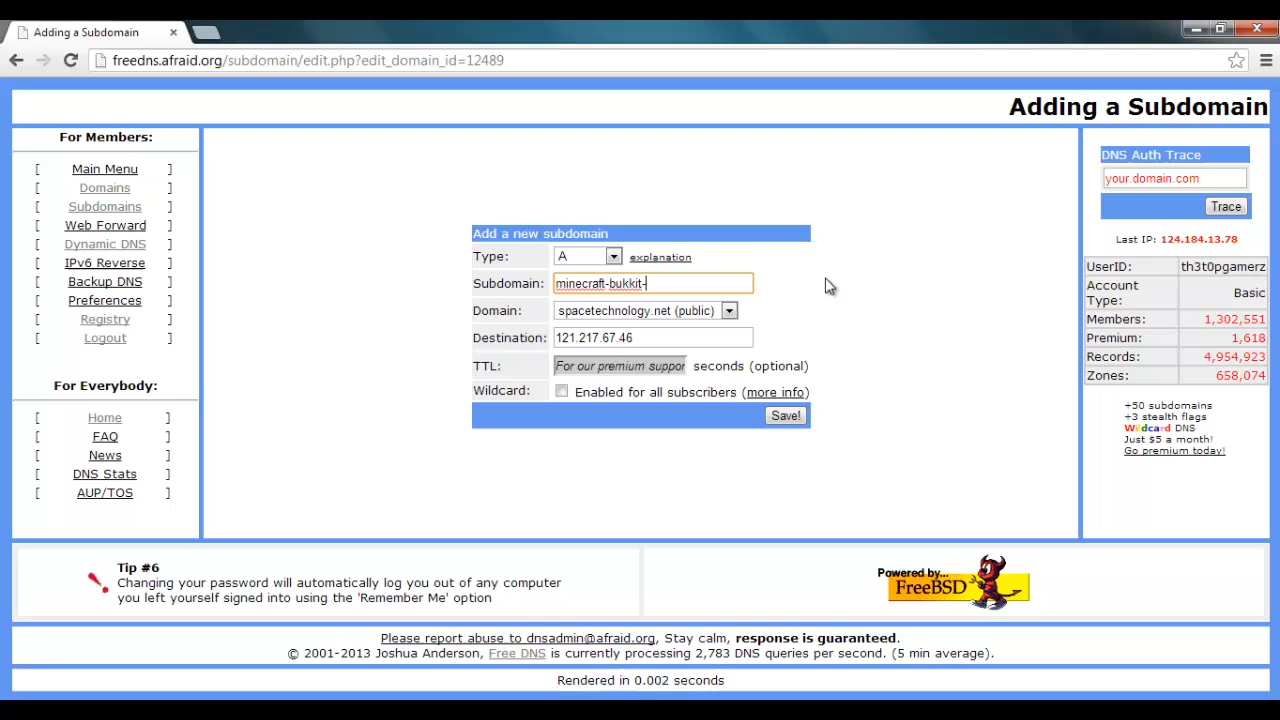 Adding a Subdomain
freedns.afraid.org/subdomain/edit.php?edit_domain_id=12489
Adding a Subdomain
For Members:
[ Main Menu ]
[ Domains ]
[ Subdomains ]
[ Web Forward ]
[ Dynamic DNS ]
[ IPv6 Reverse ]
[ Backup DNS ]
[ Preferences ]
[ Registry ]
[ Logout ]
For Everybody:
[ Home ]
[ FAQ ]
[ News ]
[ DNS Stats ]
[ AUP/TOS ]
Add a new subdomain
Type: A explanation
Subdomain: minecraft-bukkit-
Domain: spacetechnology.net (public)
Destination: 121.217.67.46
TTL: For our premium suppor seconds (optional)
Wildcard: Enabled for all subscribers (more info)
Save!
DNS Auth Trace
your.domain.com
Trace
Last IP: 124.184.13.78
UserID: th3t0pgamerz
Account Type: Basic
Members: 1,302,551
Premium: 1,618
Records: 4,954,923
Zones: 658,074
+50 subdomains
+3 stealth flags
Wildcard DNS
Just $5 a month!
Go premium today!
Tip #6
Changing your password will automatically log you out of any computer
you left yourself signed into using the 'Remember Me' option
Powered by...
FreeBSD
Please report abuse to dnsadmin@afraid.org, Stay calm, response is guaranteed.
© 2001-2013 Joshua Anderson, Free DNS is currently processing 2,783 DNS queries per second. (5 min average).
Rendered in 0.002 seconds